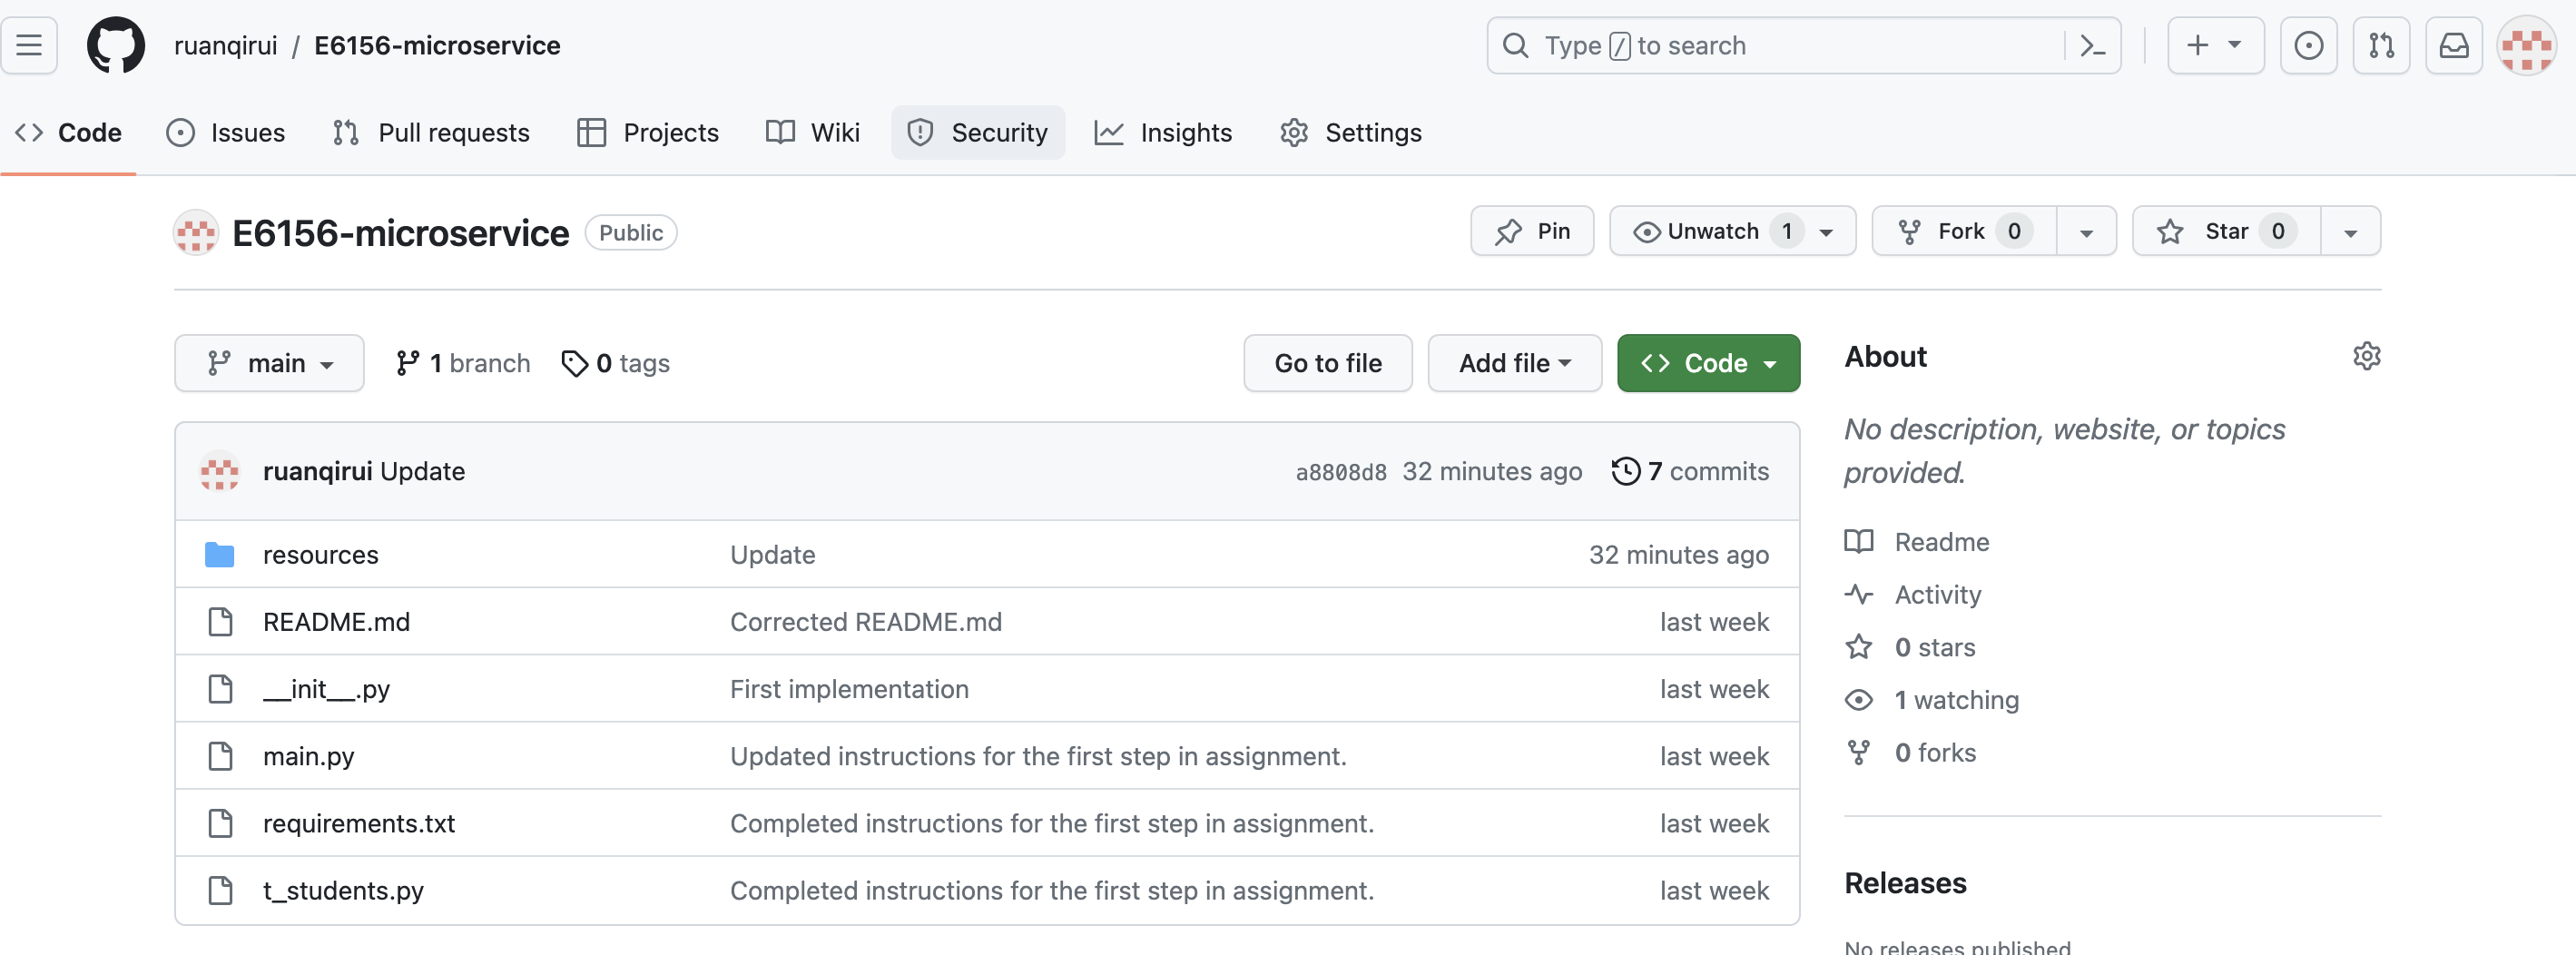 ruanqirui / E6156-microservice
Type / to search
Code Issues Pull requests Projects Wiki Security Insights Settings
E6156-microservice Public
Pin Unwatch 1 Fork 0 Star 0
main 1 branch 0 tags
Go to file Add file Code
ruanqirui Update a8808d8 32 minutes ago 7 commits
resources Update 32 minutes ago
README.md Corrected README.md last week
__init__.py First implementation last week
main.py Updated instructions for the first step in assignment. last week
requirements.txt Completed instructions for the first step in assignment. last week
t_students.py Completed instructions for the first step in assignment. last week
About
No description, website, or topics
provided.
Readme
Activity
0 stars
1 watching
0 forks
Releases
No releases published